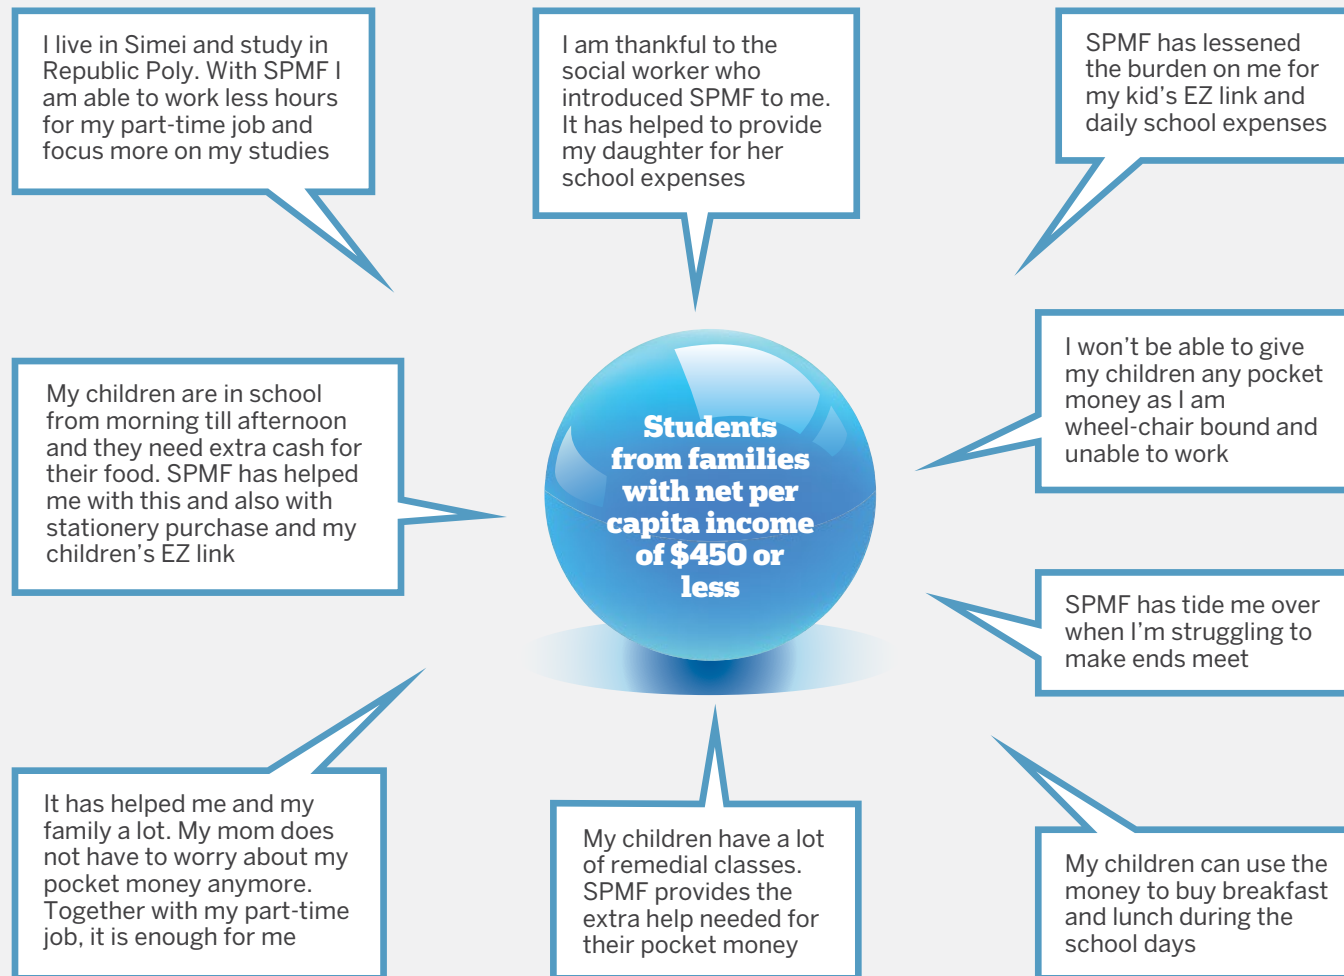 I live in Simei and study in
Republic Poly. With SPMF I
am able to work less hours
for my part-time job and
focus more on my studies
I am thankful to the
social worker who
introduced SPMF to me.
It has helped to provide
my daughter for her
school expenses
SPMF has lessened
the burden on me for
my kid’s EZ link and
daily school expenses
My children are in school
from morning till afternoon
and they need extra cash for
their food. SPMF has helped
me with this and also with
stationery purchase and my
children’s EZ link
Students
from families
with net per
capita income
of $450 or
less
I won’t be able to give
my children any pocket
money as I am
wheel-chair bound and
unable to work
SPMF has tide me over
when I’m struggling to
make ends meet
It has helped me and my
family a lot. My mom does
not have to worry about my
pocket money anymore.
Together with my part-time
job, it is enough for me
My children have a lot
of remedial classes.
SPMF provides the
extra help needed for
their pocket money
My children can use the
money to buy breakfast
and lunch during the
school days